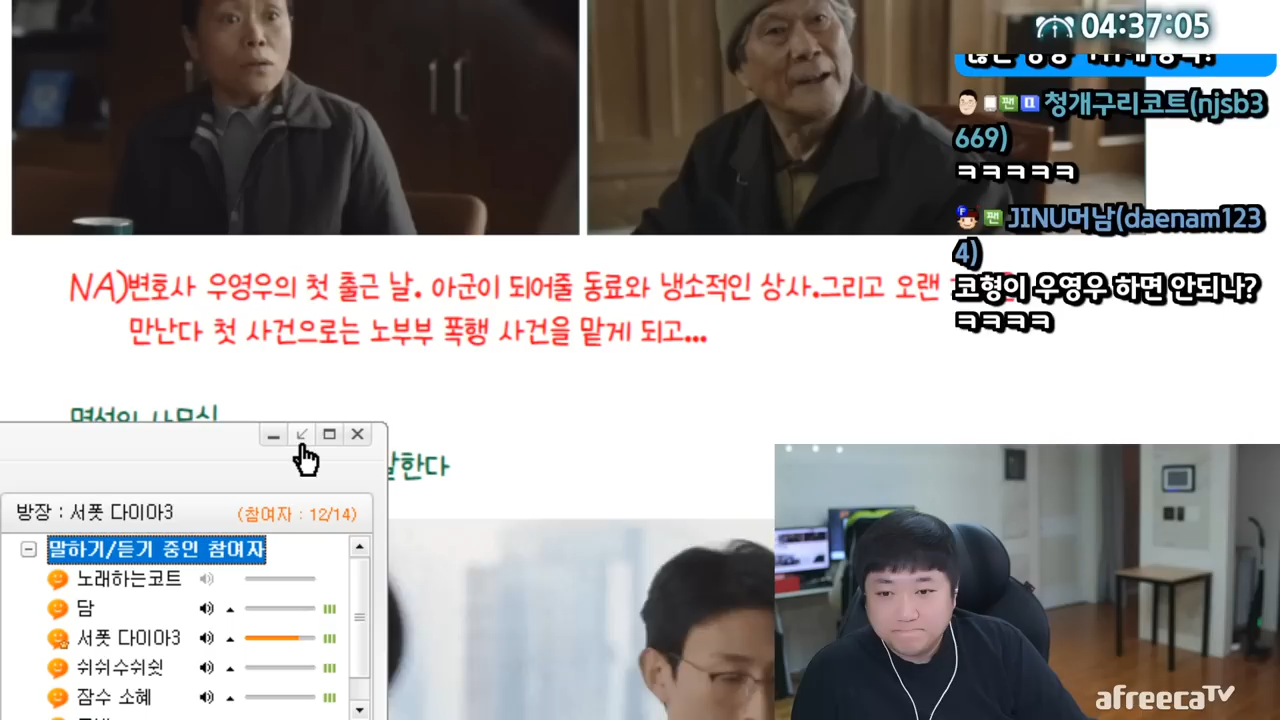 04:37:05
청개구리코트(njsb3
669)
ㅋㅋㅋㅋㅋ
JINU머남(daenam123
4)
코형이 우영우 하면 안되나?
ㅋㅋㅋㅋ
NA)변호사 우영우의 첫 출근 날. 아군이 되어줄 동료와 냉소적인 상사.그리고 오랜
만난다 첫 사건으로는 노부부 폭행 사건을 맡게 되고...
방장 : 서폿 다이아3
(참여자 : 12/14)
말하기/듣기 중인 참여자
노래하는코트
담
서폿 다이아3
쉬쉬수쉬쉿
잠수 소혜
afreecaTV